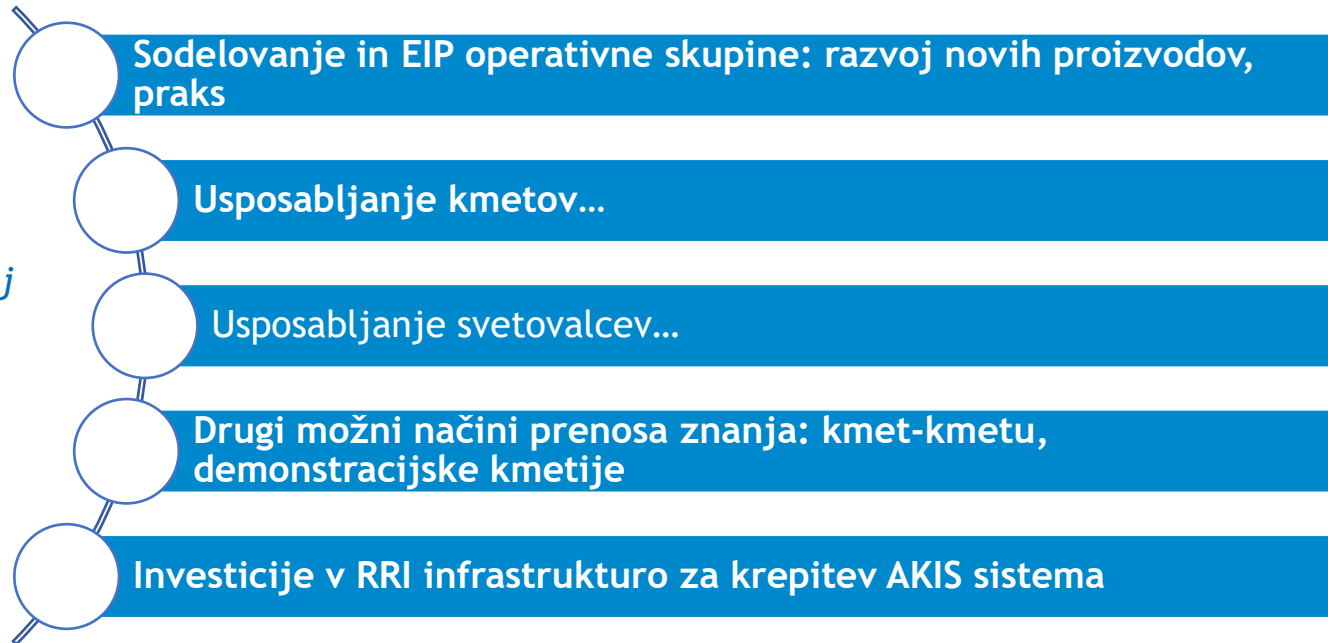 Sodelovanje in EIP operativne skupine: razvoj novih proizvodov,
praks
Usposabljanje kmetov…
j
Usposabljanje svetovalcev…
Drugi možni načini prenosa znanja: kmet-kmetu,
demonstracijske kmetije
Investicije v RRI infrastrukturo za krepitev AKIS sistema